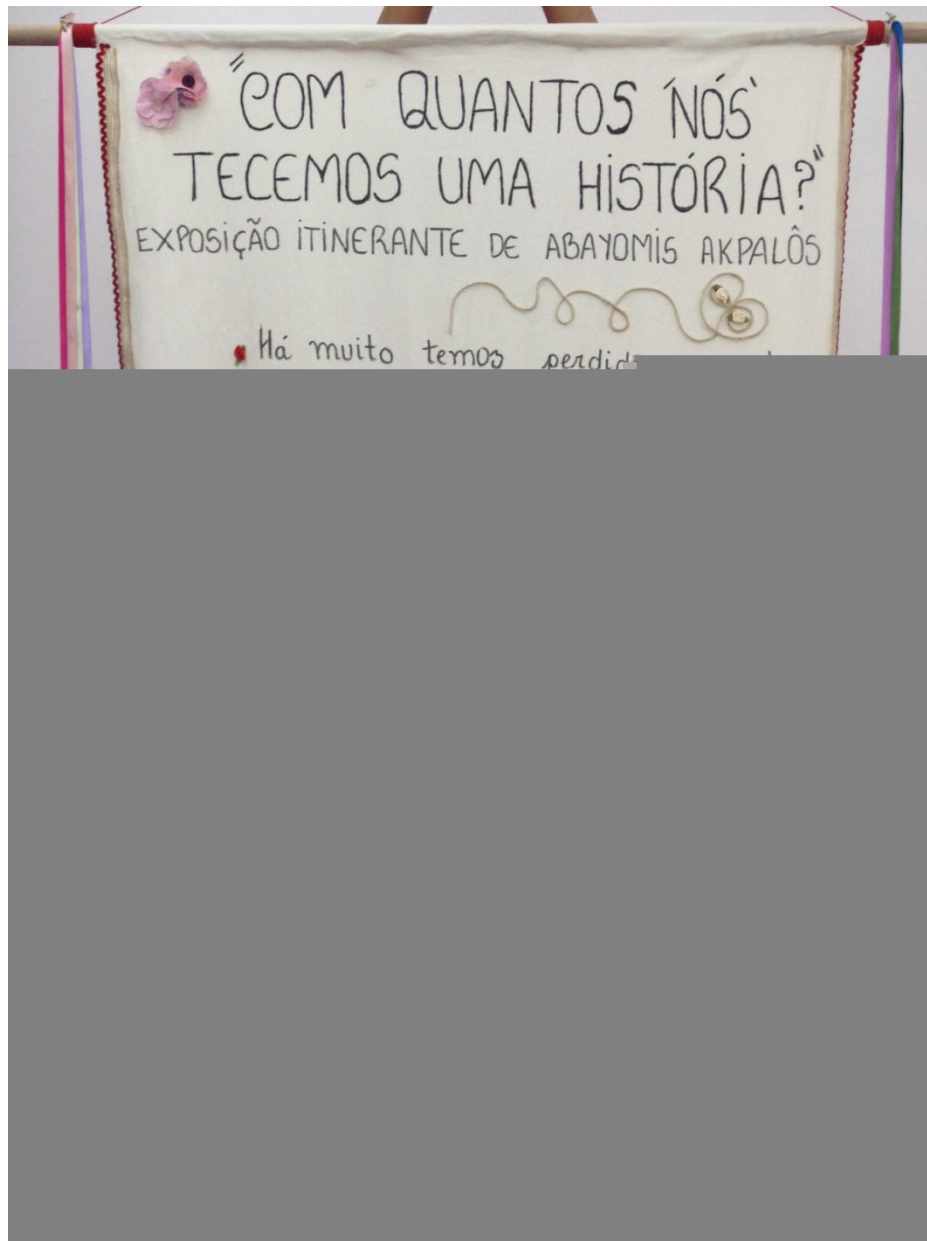 "COM QUANTOS 'NÓS'
TECEMOS UMA HISTÓRIA?"
EXPOSIÇÃO ITINERANTE DE ABAYOMIS AKPALÔS
Há muito temos